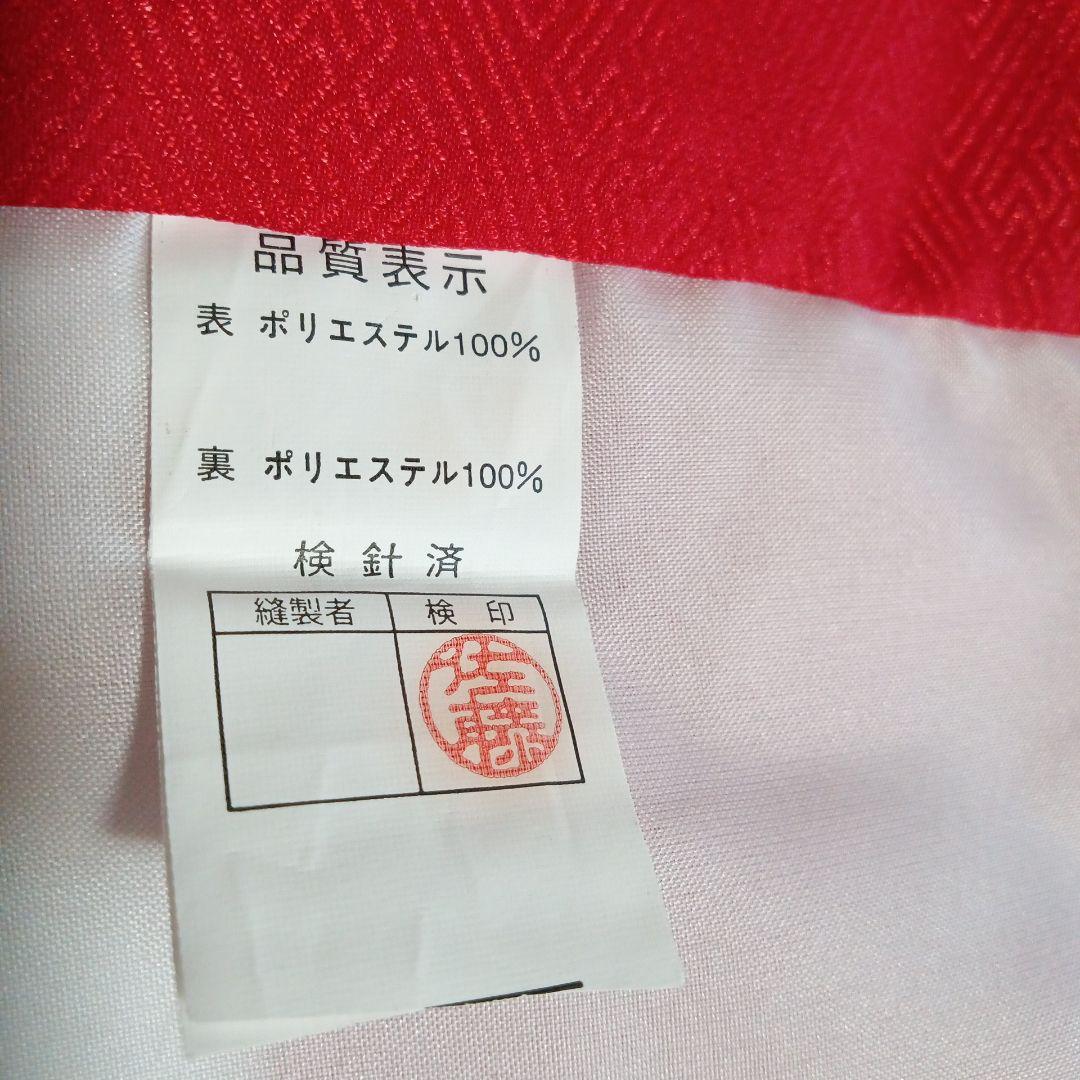 品質表示
表 ポリエステル100%
裏 ポリエステル100%
検針済
縫製者 検印
佐藤